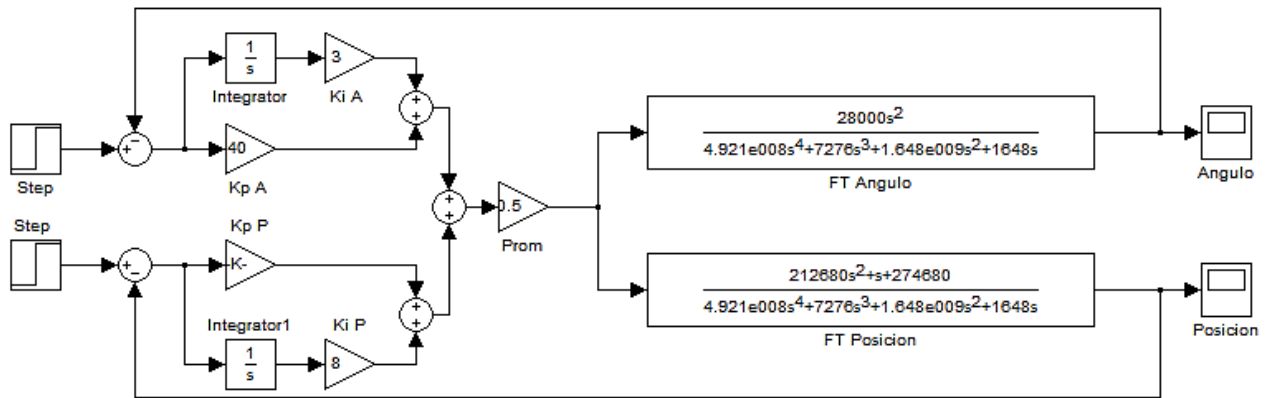 1
s
Integrator
3
Ki A
+
+
Step
+
−
40
Kp A
28000s²
4.921e008s⁴+7276s³+1.648e009s²+1648s
FT Angulo
Angulo
+
+
0.5
Prom
Step
Kp P
K-
+
−
+
+
Integrator1
1
s
Ki P
8
212680s²+s+274680
4.921e008s⁴+7276s³+1.648e009s²+1648s
FT Posicion
Posicion